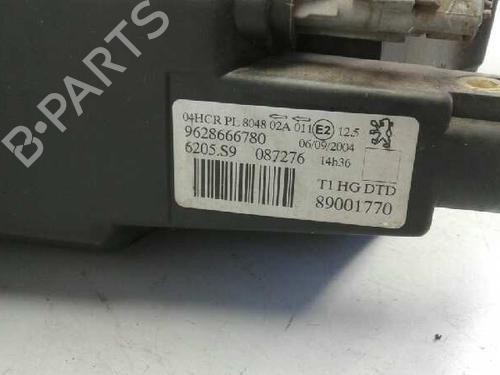 04HCR PL 8048 02A 011 E2 12.5
9628666780 06/09/2004
6205.S9 087276 14h36
T1 HG DTD
89001770
B-PARTS